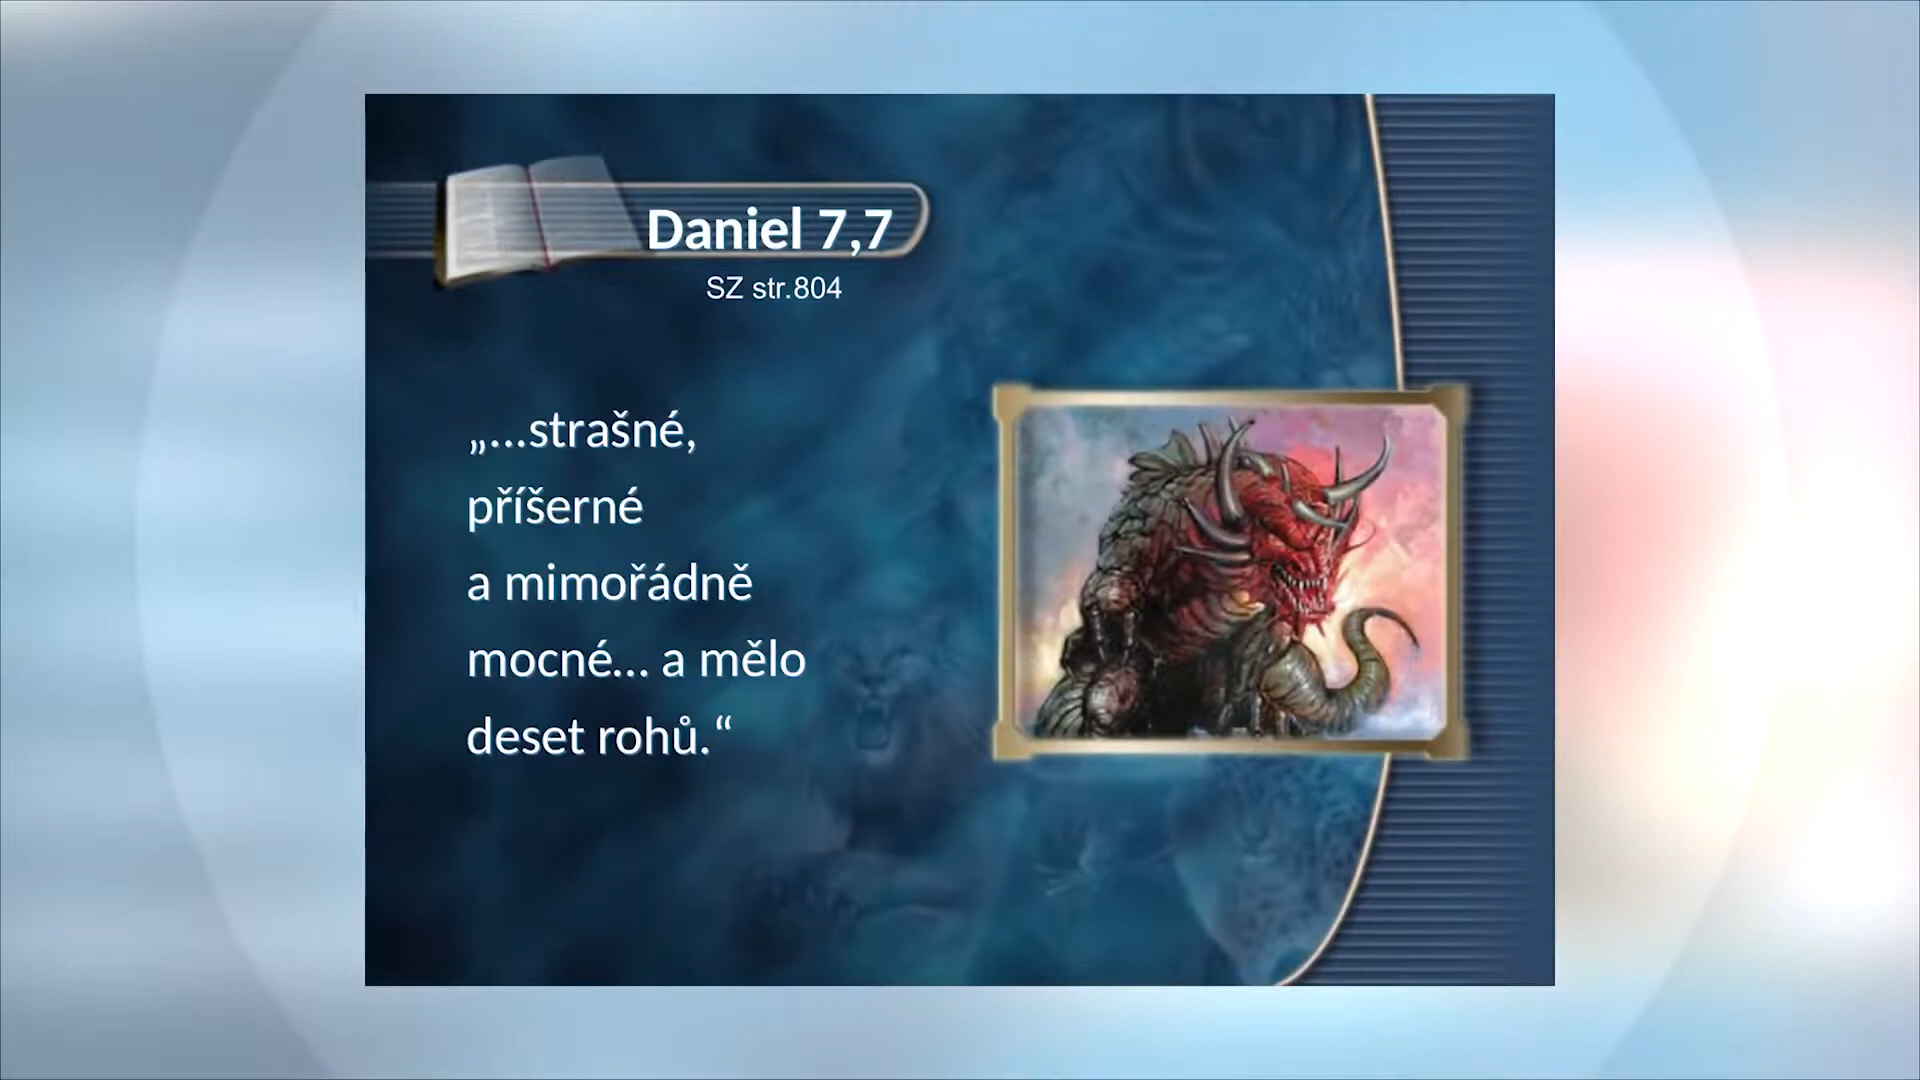 Daniel 7,7
SZ str.804
„...strašné,
příšerné
a mimořádně
mocné... a mělo
deset rohů.“